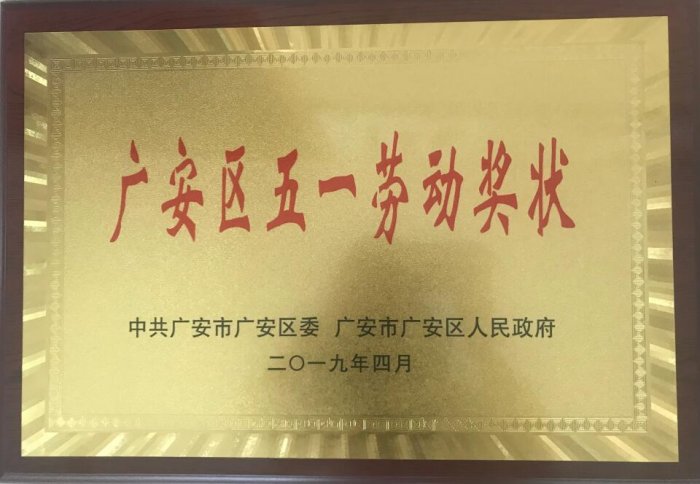 广安区五一劳动奖状
中共广安市广安区委 广安市广安区人民政府
二〇一九年四月